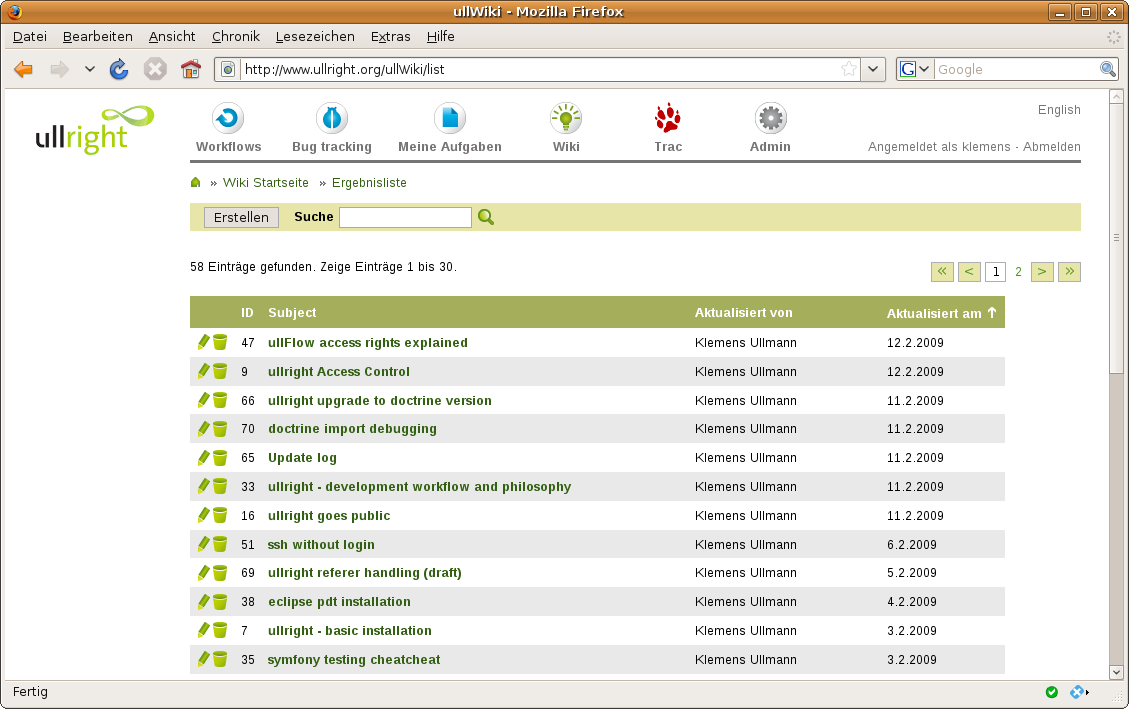 ullWiki - Mozilla Firefox
Datei Bearbeiten Ansicht Chronik Lesezeichen Extras Hilfe
http://www.ullright.org/ullWiki/list
G Google
ullright
Workflows Bug tracking Meine Aufgaben Wiki Trac Admin
English
Angemeldet als klemens - Abmelden
» Wiki Startseite » Ergebnisliste
Erstellen Suche
58 Einträge gefunden. Zeige Einträge 1 bis 30.
« < 1 2 > »
ID Subject Aktualisiert von Aktualisiert am ↑
47 ullFlow access rights explained Klemens Ullmann 12.2.2009
9 ullright Access Control Klemens Ullmann 12.2.2009
66 ullright upgrade to doctrine version Klemens Ullmann 11.2.2009
70 doctrine import debugging Klemens Ullmann 11.2.2009
65 Update log Klemens Ullmann 11.2.2009
33 ullright - development workflow and philosophy Klemens Ullmann 11.2.2009
16 ullright goes public Klemens Ullmann 11.2.2009
51 ssh without login Klemens Ullmann 6.2.2009
69 ullright referer handling (draft) Klemens Ullmann 5.2.2009
38 eclipse pdt installation Klemens Ullmann 4.2.2009
7 ullright - basic installation Klemens Ullmann 3.2.2009
35 symfony testing cheatcheat Klemens Ullmann 3.2.2009
Fertig